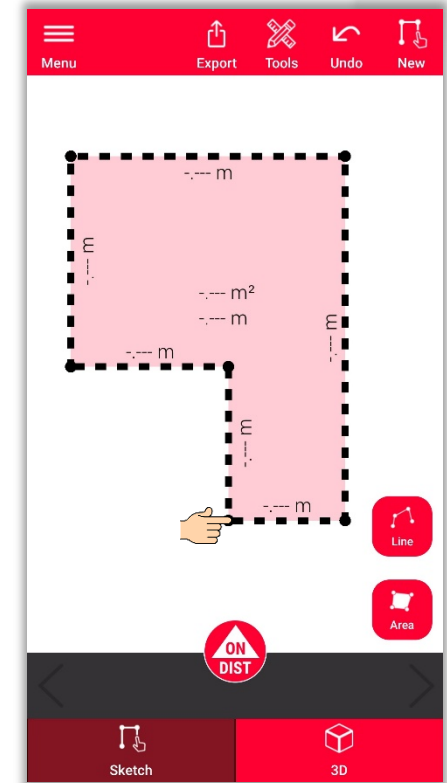 Menu
Export
Tools
Undo
New
-.--- m
-.--- m
-.--- m²
-.--- m
-.--- m
-.--- m
-.--- m
-.--- m
Line
Area
ON
DIST
Sketch
3D